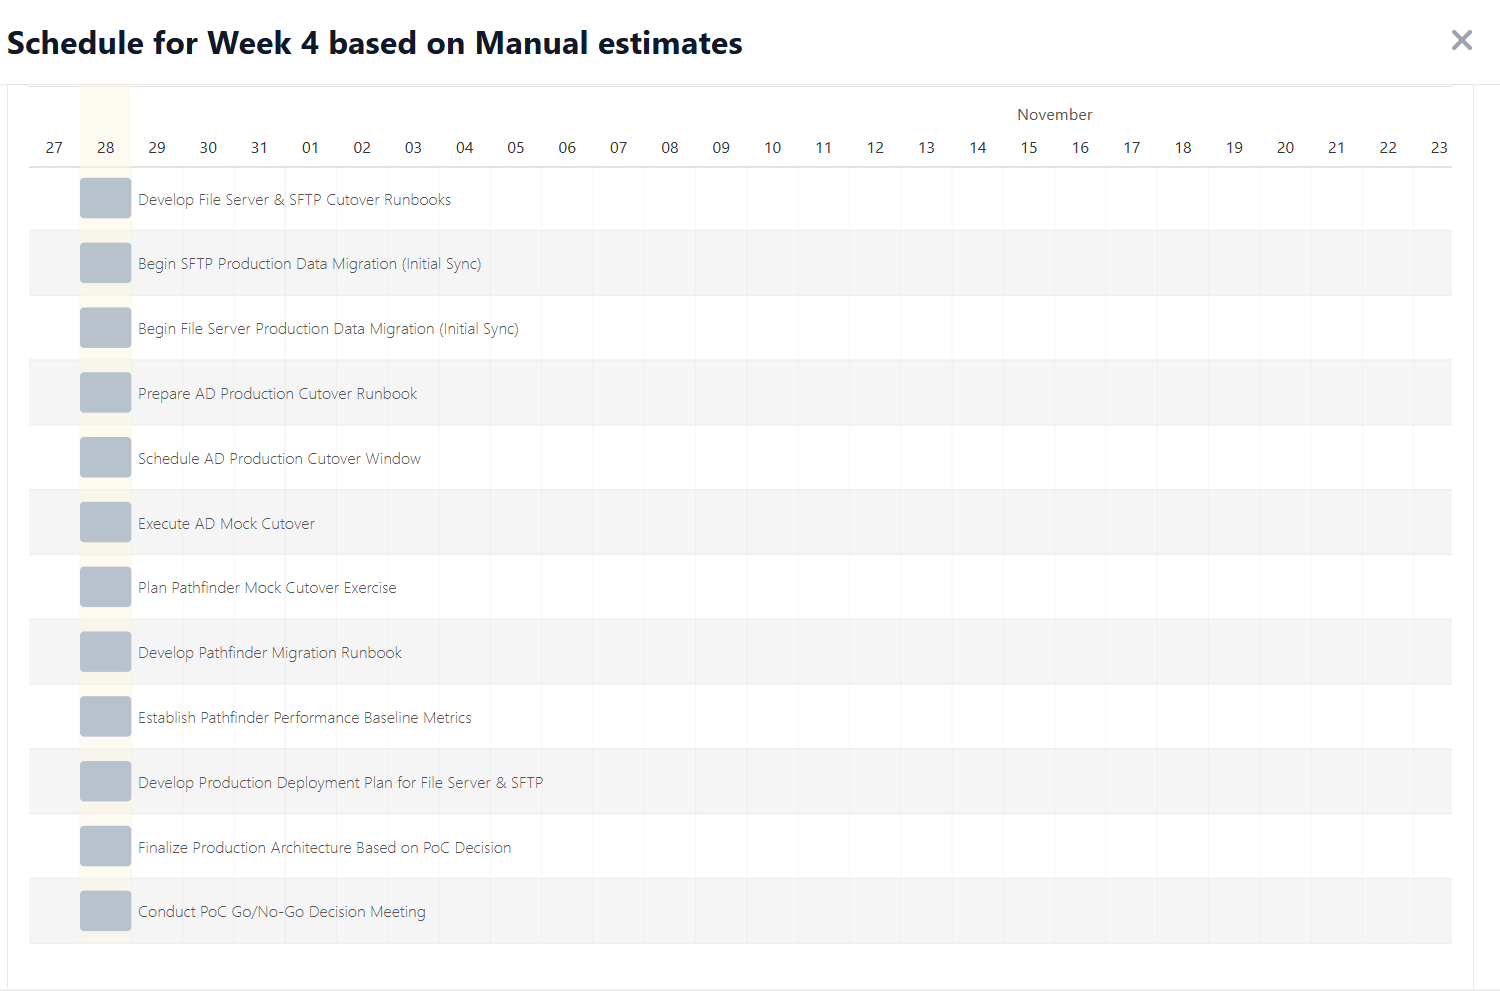 Schedule for Week 4 based on Manual estimates
November
27 28 29 30 31 01 02 03 04 05 06 07 08 09 10 11 12 13 14 15 16 17 18 19 20 21 22 23
Develop File Server & SFTP Cutover Runbooks
Begin SFTP Production Data Migration (Initial Sync)
Begin File Server Production Data Migration (Initial Sync)
Prepare AD Production Cutover Runbook
Schedule AD Production Cutover Window
Execute AD Mock Cutover
Plan Pathfinder Mock Cutover Exercise
Develop Pathfinder Migration Runbook
Establish Pathfinder Performance Baseline Metrics
Develop Production Deployment Plan for File Server & SFTP
Finalize Production Architecture Based on PoC Decision
Conduct PoC Go/No-Go Decision Meeting